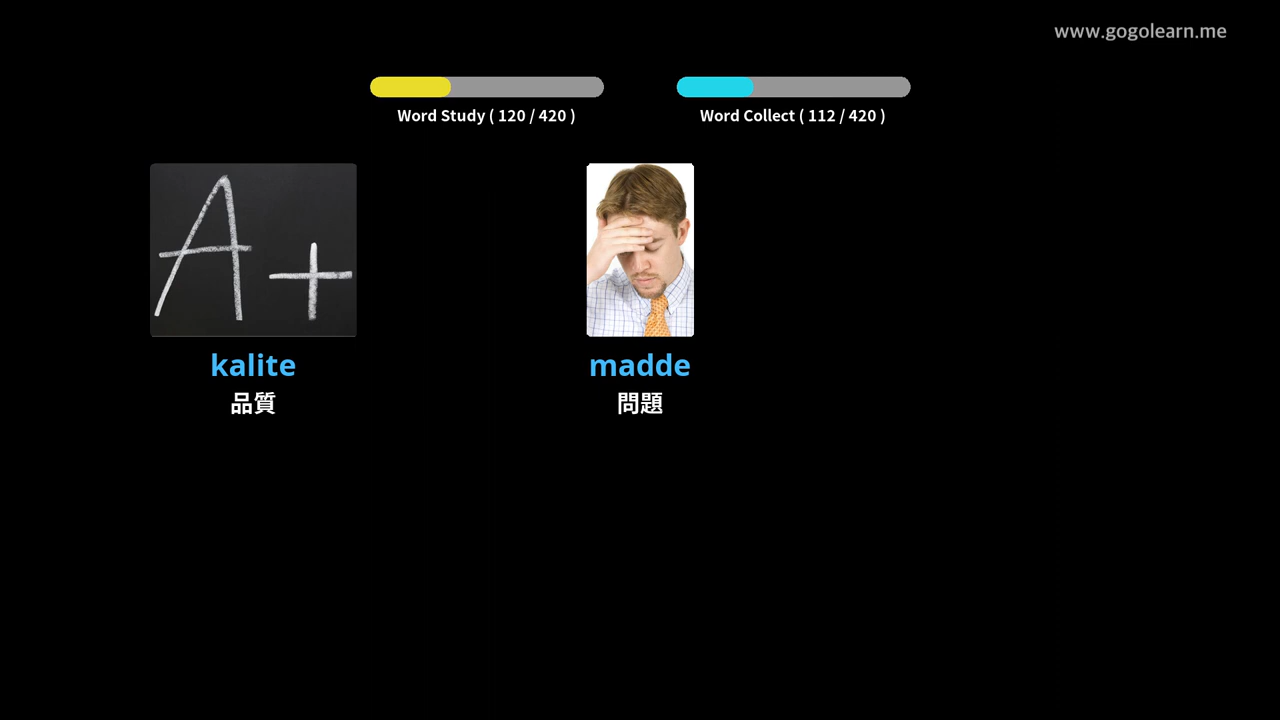 www.gogolearn.me
Word Study ( 120 / 420 )
Word Collect ( 112 / 420 )
A+
kalite
品質
madde
問題